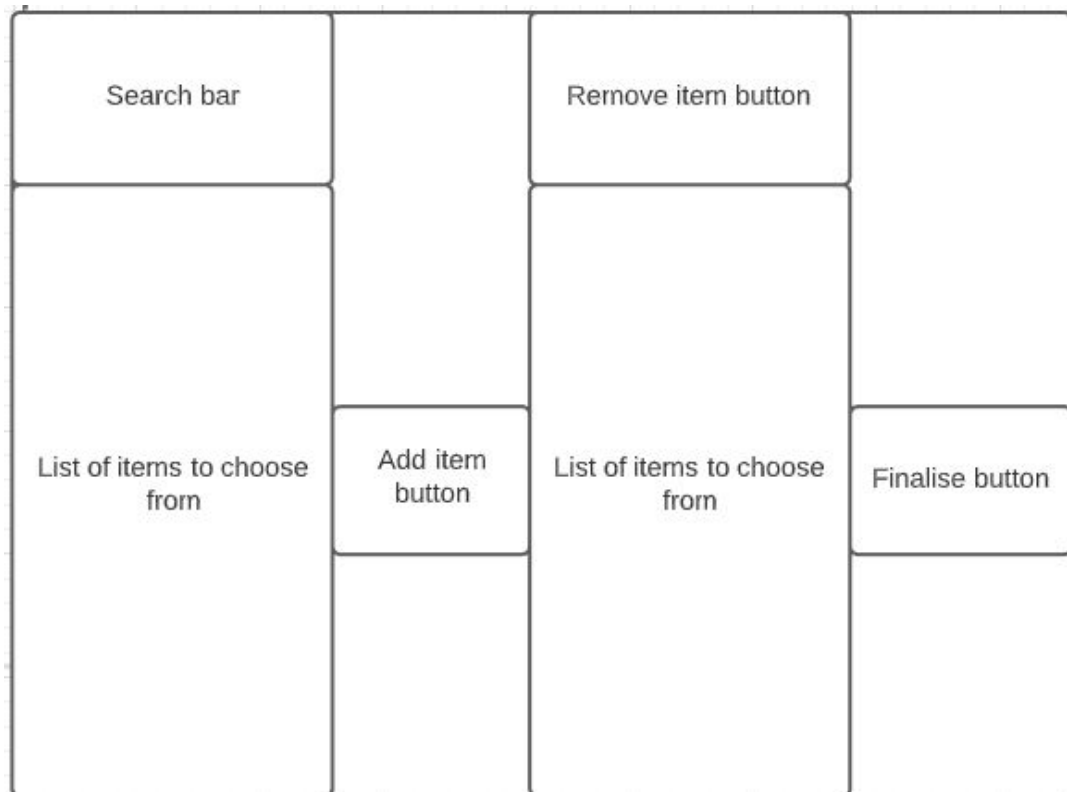 Search bar
Remove item button
List of items to choose
from
Add item
button
List of items to choose
from
Finalise button